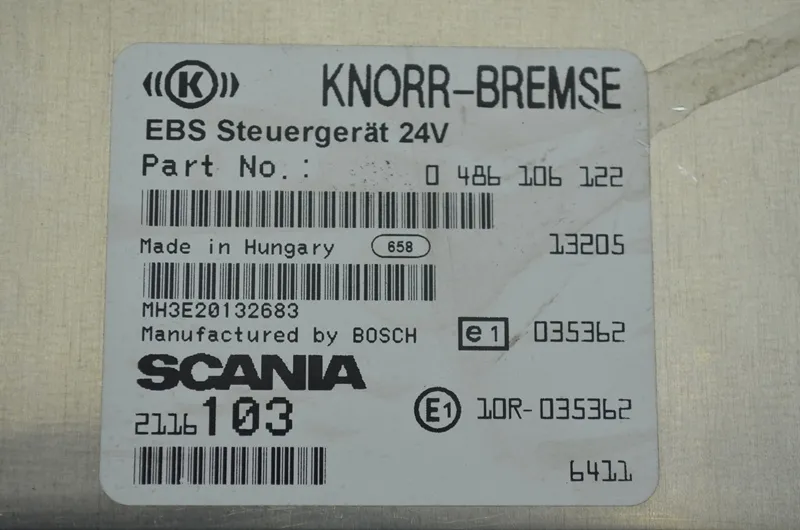 K KNORR-BREMSE
EBS Steuergerät 24V
Part No.: 0 486 106 122
Made in Hungary 658 13205
MH3E20132683
Manufactured by BOSCH e1 035362
SCANIA
2116103 E1 10R-035362
6411